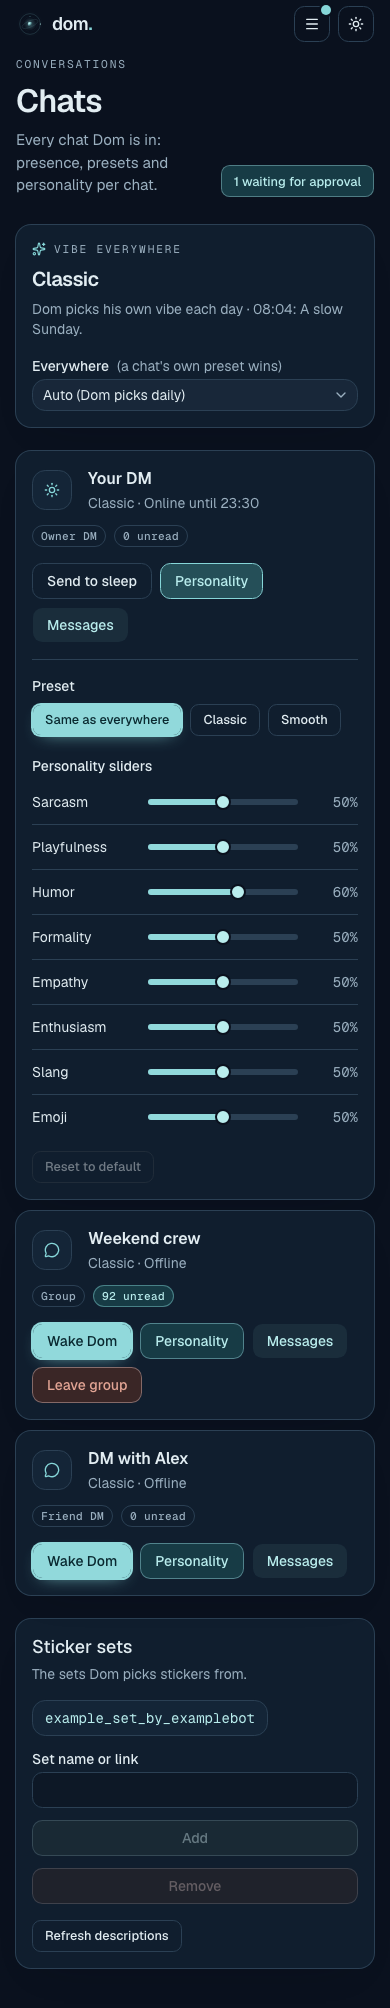 dom.
CONVERSATIONS
Chats
Every chat Dom is in:
presence, presets and
personality per chat.
1 waiting for approval
VIBE EVERYWHERE
Classic
Dom picks his own vibe each day · 08:04: A slow
Sunday.
Everywhere (a chat's own preset wins)
Auto (Dom picks daily)
Your DM
Classic · Online until 23:30
Owner DM 0 unread
Send to sleep Personality
Messages
Preset
Same as everywhere Classic Smooth
Personality sliders
Sarcasm 50%
Playfulness 50%
Humor 60%
Formality 50%
Empathy 50%
Enthusiasm 50%
Slang 50%
Emoji 50%
Reset to default
Weekend crew
Classic · Offline
Group 92 unread
Wake Dom Personality Messages
Leave group
DM with Alex
Classic · Offline
Friend DM 0 unread
Wake Dom Personality Messages
Sticker sets
The sets Dom picks stickers from.
example_set_by_examplebot
Set name or link
Add
Remove
Refresh descriptions